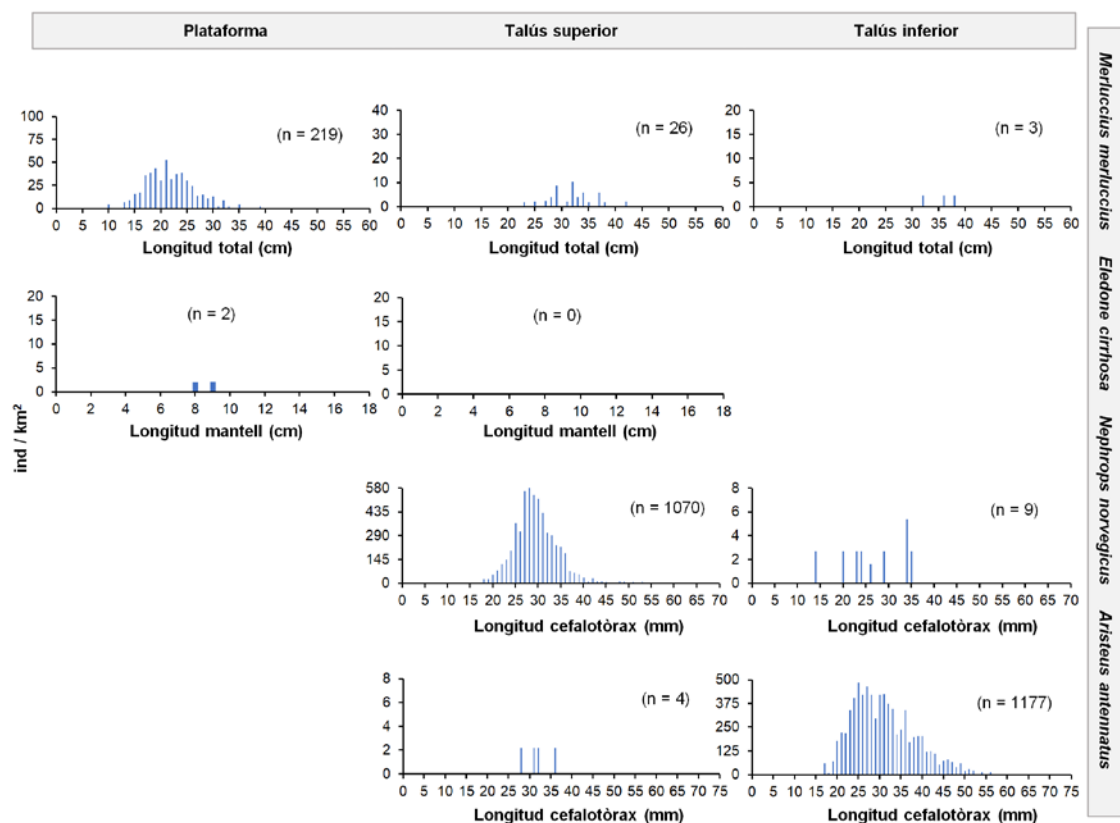 Plataforma Talús superior Talús inferior
Merluccius merluccius Eledone cirrhosa Nephrops norvegicus Aristeus antennatus
ind / km²
100
75
50
25
0
(n = 219)
0 5 10 15 20 25 30 35 40 45 50 55 60
Longitud total (cm)
40
30
20
10
0
(n = 26)
0 5 10 15 20 25 30 35 40 45 50 55 60
Longitud total (cm)
20
15
10
5
0
(n = 3)
0 5 10 15 20 25 30 35 40 45 50 55 60
Longitud total (cm)
20
15
10
5
0
(n = 2)
0 2 4 6 8 10 12 14 16 18
Longitud mantell (cm)
20
15
10
5
0
(n = 0)
0 2 4 6 8 10 12 14 16 18
Longitud mantell (cm)
580
435
290
145
0
(n = 1070)
0 5 10 15 20 25 30 35 40 45 50 55 60 65 70
Longitud cefalotòrax (mm)
8
6
4
2
0
(n = 9)
0 5 10 15 20 25 30 35 40 45 50 55 60 65 70
Longitud cefalotòrax (mm)
8
6
4
2
0
(n = 4)
0 5 10 15 20 25 30 35 40 45 50 55 60 65 70 75
Longitud cefalotòrax (mm)
500
375
250
125
0
(n = 1177)
0 5 10 15 20 25 30 35 40 45 50 55 60 65 70 75
Longitud cefalotòrax (mm)